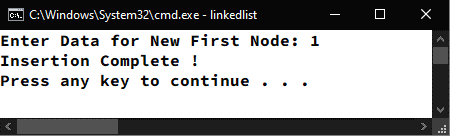 C:\Windows\System32\cmd.exe - linkedlist
Enter Data for New First Node: 1
Insertion Complete !
Press any key to continue . . .